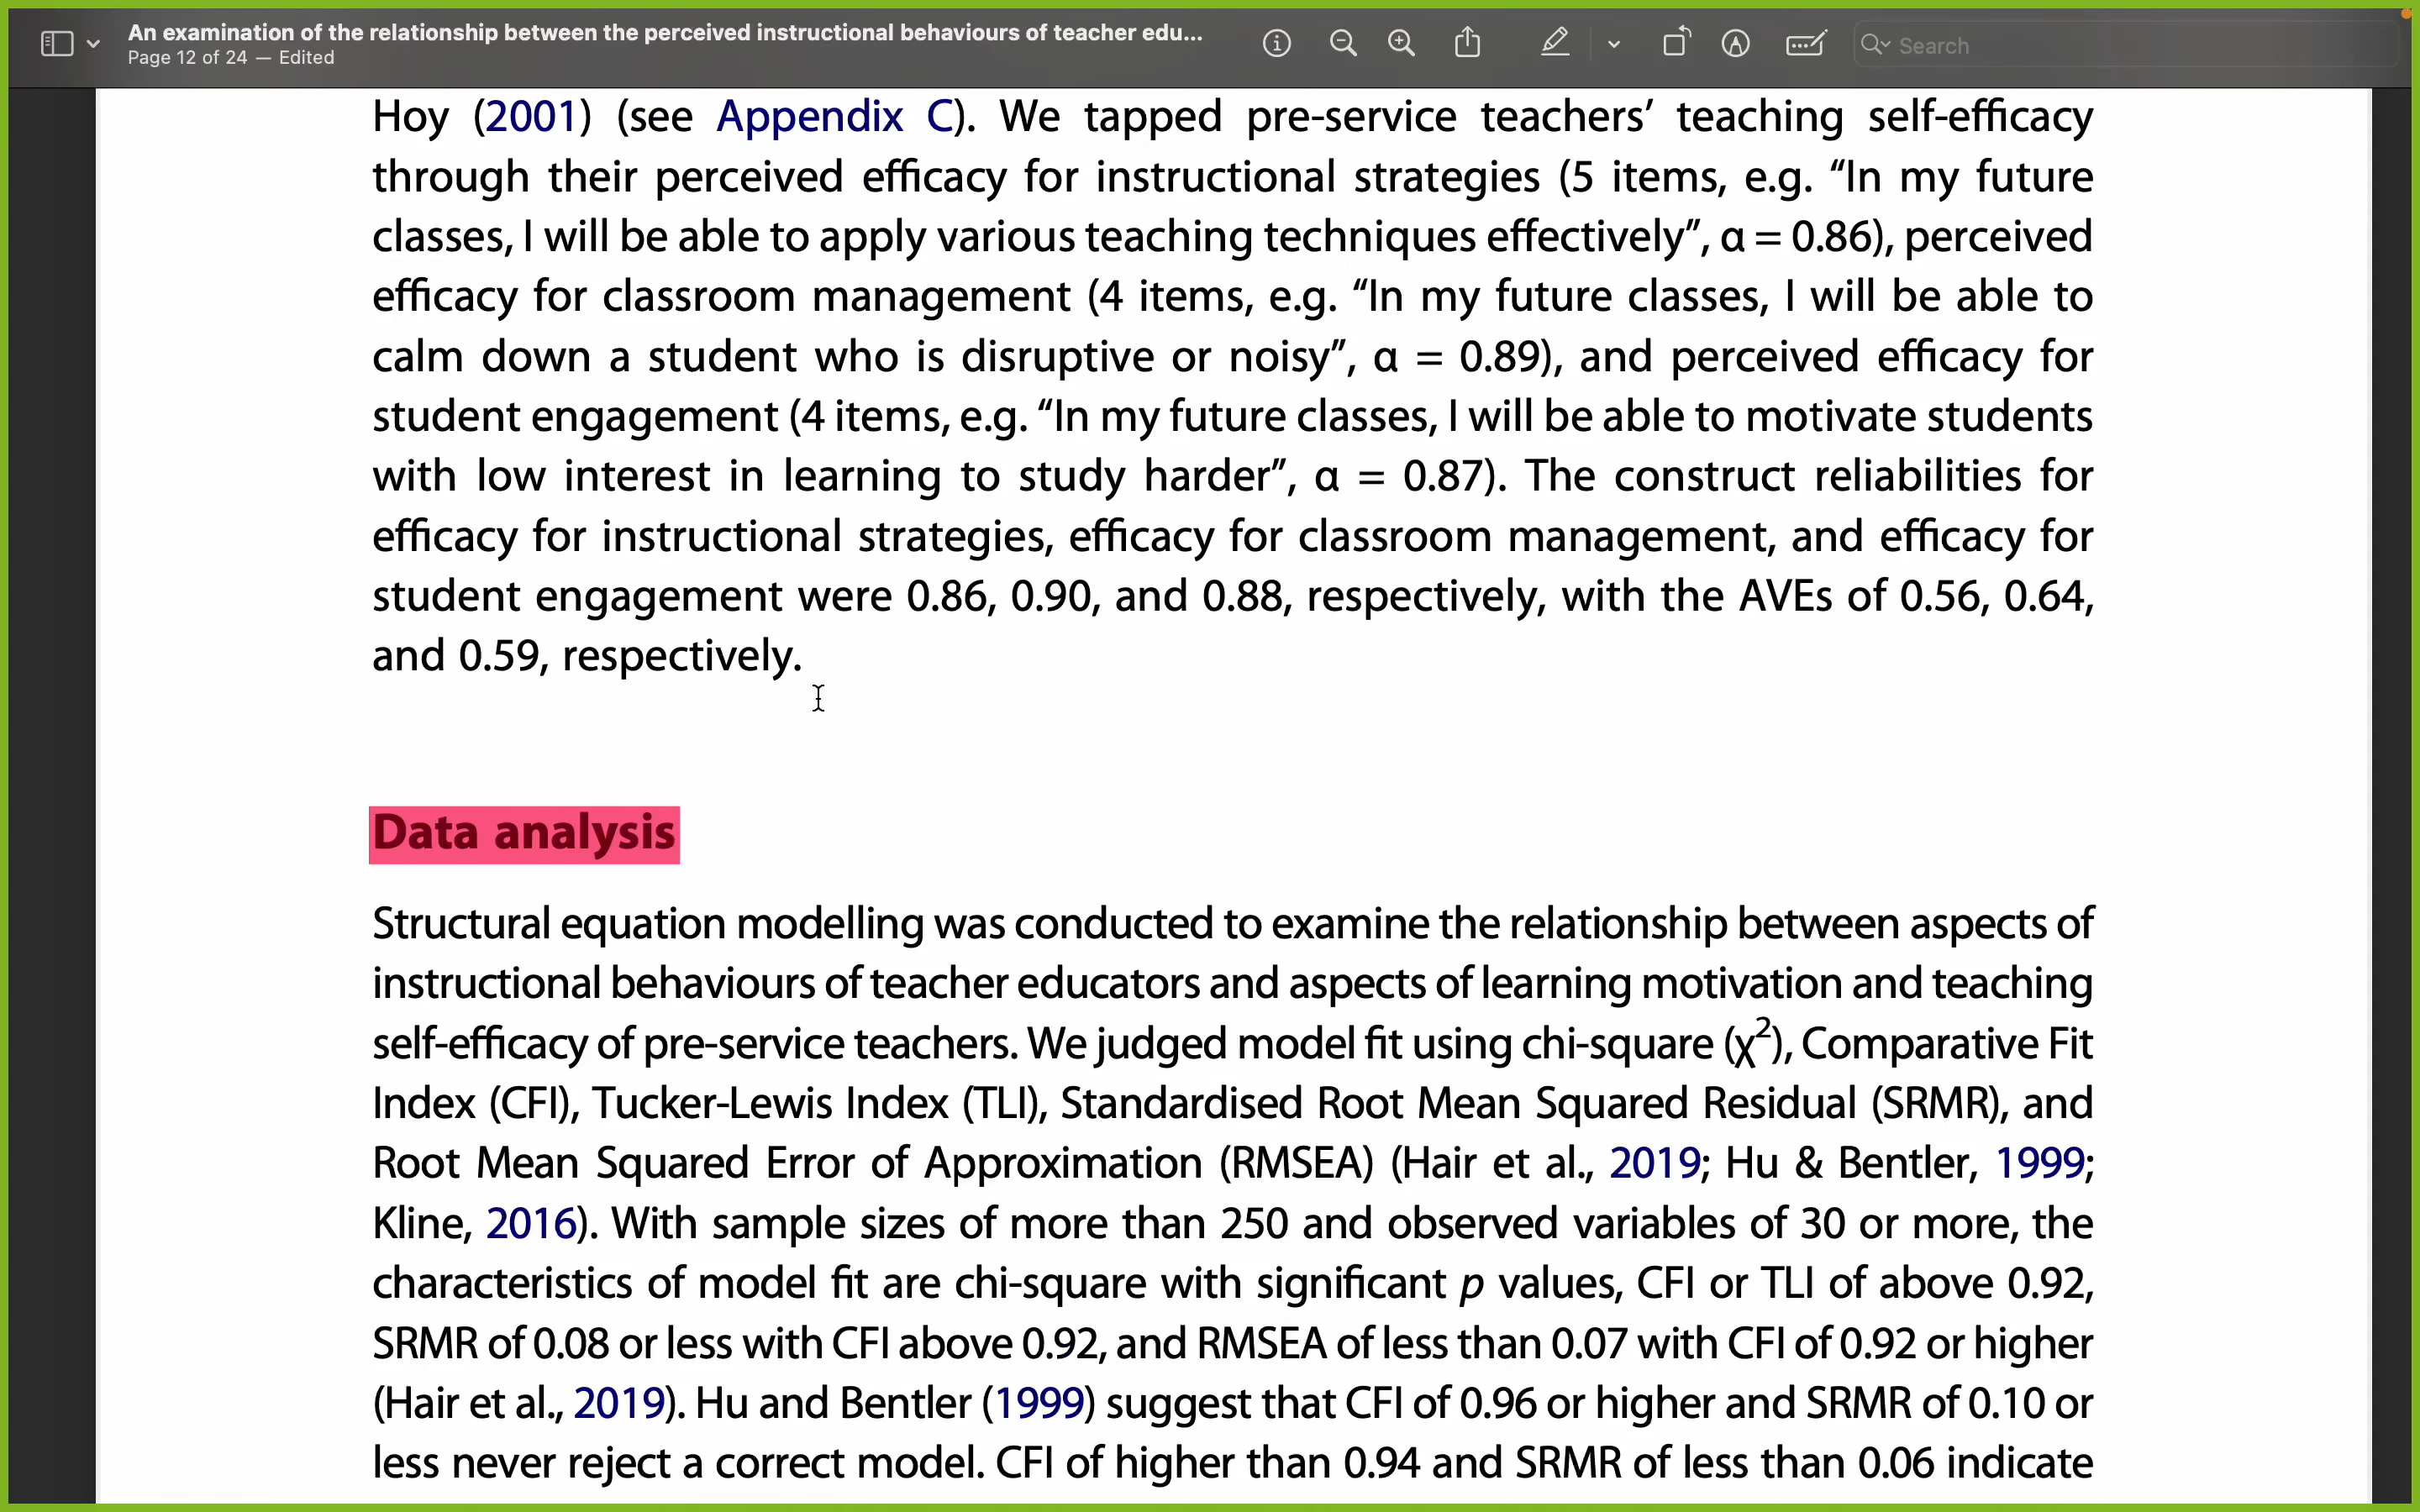 An examination of the relationship between the perceived instructional behaviours of teacher edu...
Page 12 of 24 — Edited
Search
Hoy (2001) (see Appendix C). We tapped pre-service teachers’ teaching self-efficacy
through their perceived efficacy for instructional strategies (5 items, e.g. “In my future
classes, I will be able to apply various teaching techniques effectively”, α = 0.86), perceived
efficacy for classroom management (4 items, e.g. “In my future classes, I will be able to
calm down a student who is disruptive or noisy”, α = 0.89), and perceived efficacy for
student engagement (4 items, e.g. “In my future classes, I will be able to motivate students
with low interest in learning to study harder”, α = 0.87). The construct reliabilities for
efficacy for instructional strategies, efficacy for classroom management, and efficacy for
student engagement were 0.86, 0.90, and 0.88, respectively, with the AVEs of 0.56, 0.64,
and 0.59, respectively.
Data analysis
Structural equation modelling was conducted to examine the relationship between aspects of
instructional behaviours of teacher educators and aspects of learning motivation and teaching
self-efficacy of pre-service teachers. We judged model fit using chi-square (χ²), Comparative Fit
Index (CFI), Tucker-Lewis Index (TLI), Standardised Root Mean Squared Residual (SRMR), and
Root Mean Squared Error of Approximation (RMSEA) (Hair et al., 2019; Hu & Bentler, 1999;
Kline, 2016). With sample sizes of more than 250 and observed variables of 30 or more, the
characteristics of model fit are chi-square with significant p values, CFI or TLI of above 0.92,
SRMR of 0.08 or less with CFI above 0.92, and RMSEA of less than 0.07 with CFI of 0.92 or higher
(Hair et al., 2019). Hu and Bentler (1999) suggest that CFI of 0.96 or higher and SRMR of 0.10 or
less never reject a correct model. CFI of higher than 0.94 and SRMR of less than 0.06 indicate